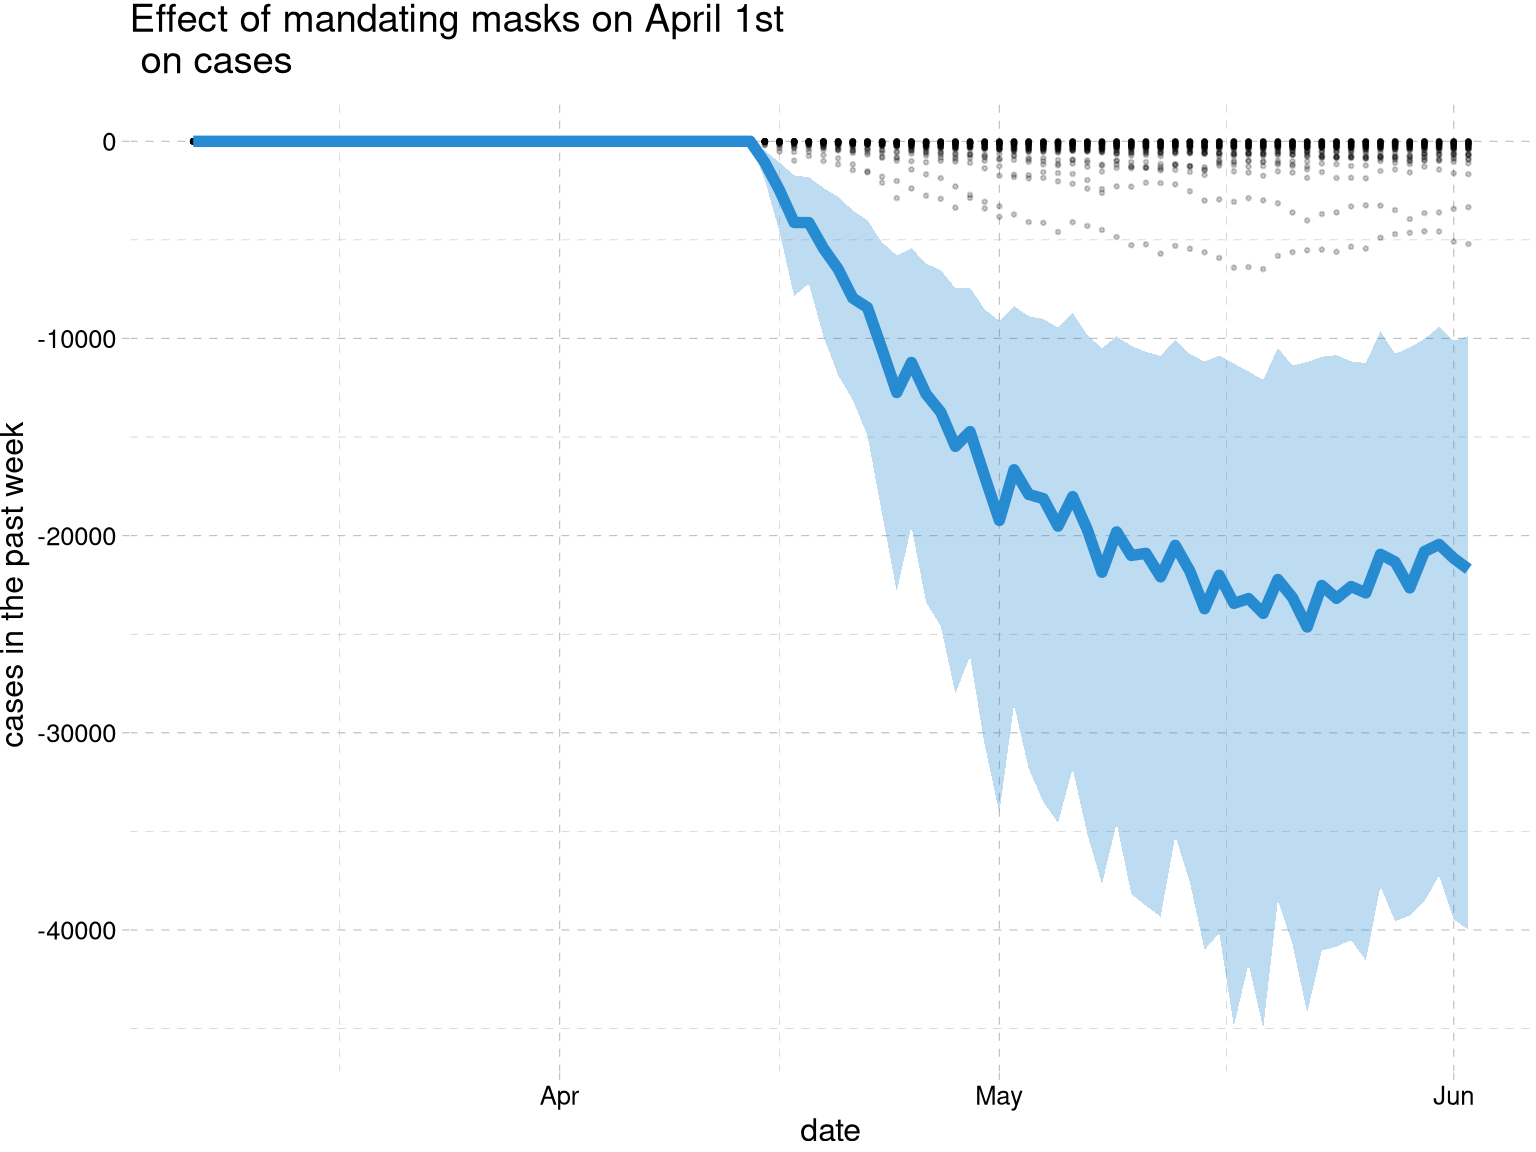 Effect of mandating masks on April 1st
on cases
cases in the past week
0
-10000
-20000
-30000
-40000
Apr
May
Jun
date